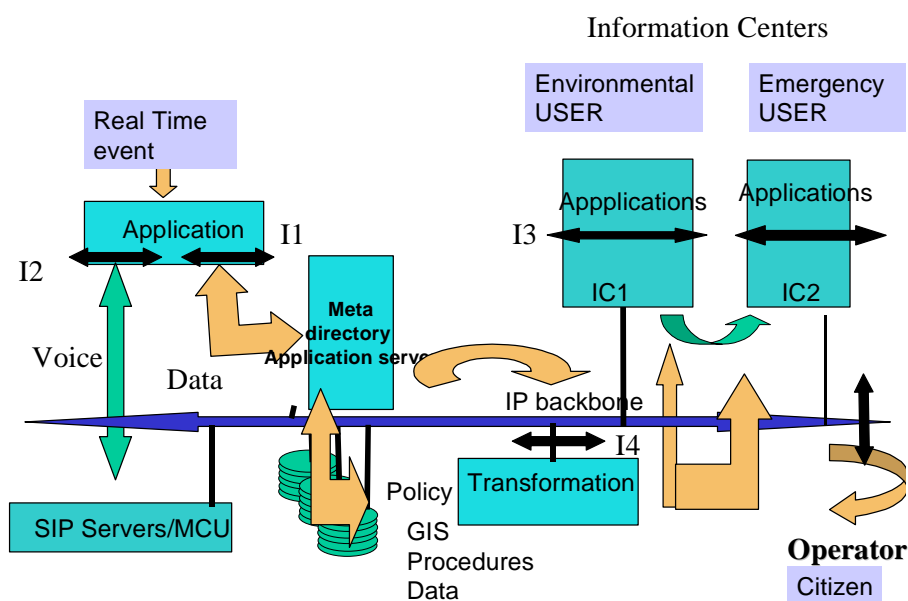 Information Centers
Environmental
USER
Emergency
USER
Real Time
event
Appplications
Applications
Application
I1
I3
I2
IC1
IC2
Meta
directory
Application serve
Voice
Data
IP backbone
I4
Policy
Transformation
SIP Servers/MCU
GIS
Procedures
Data
Operator
Citizen